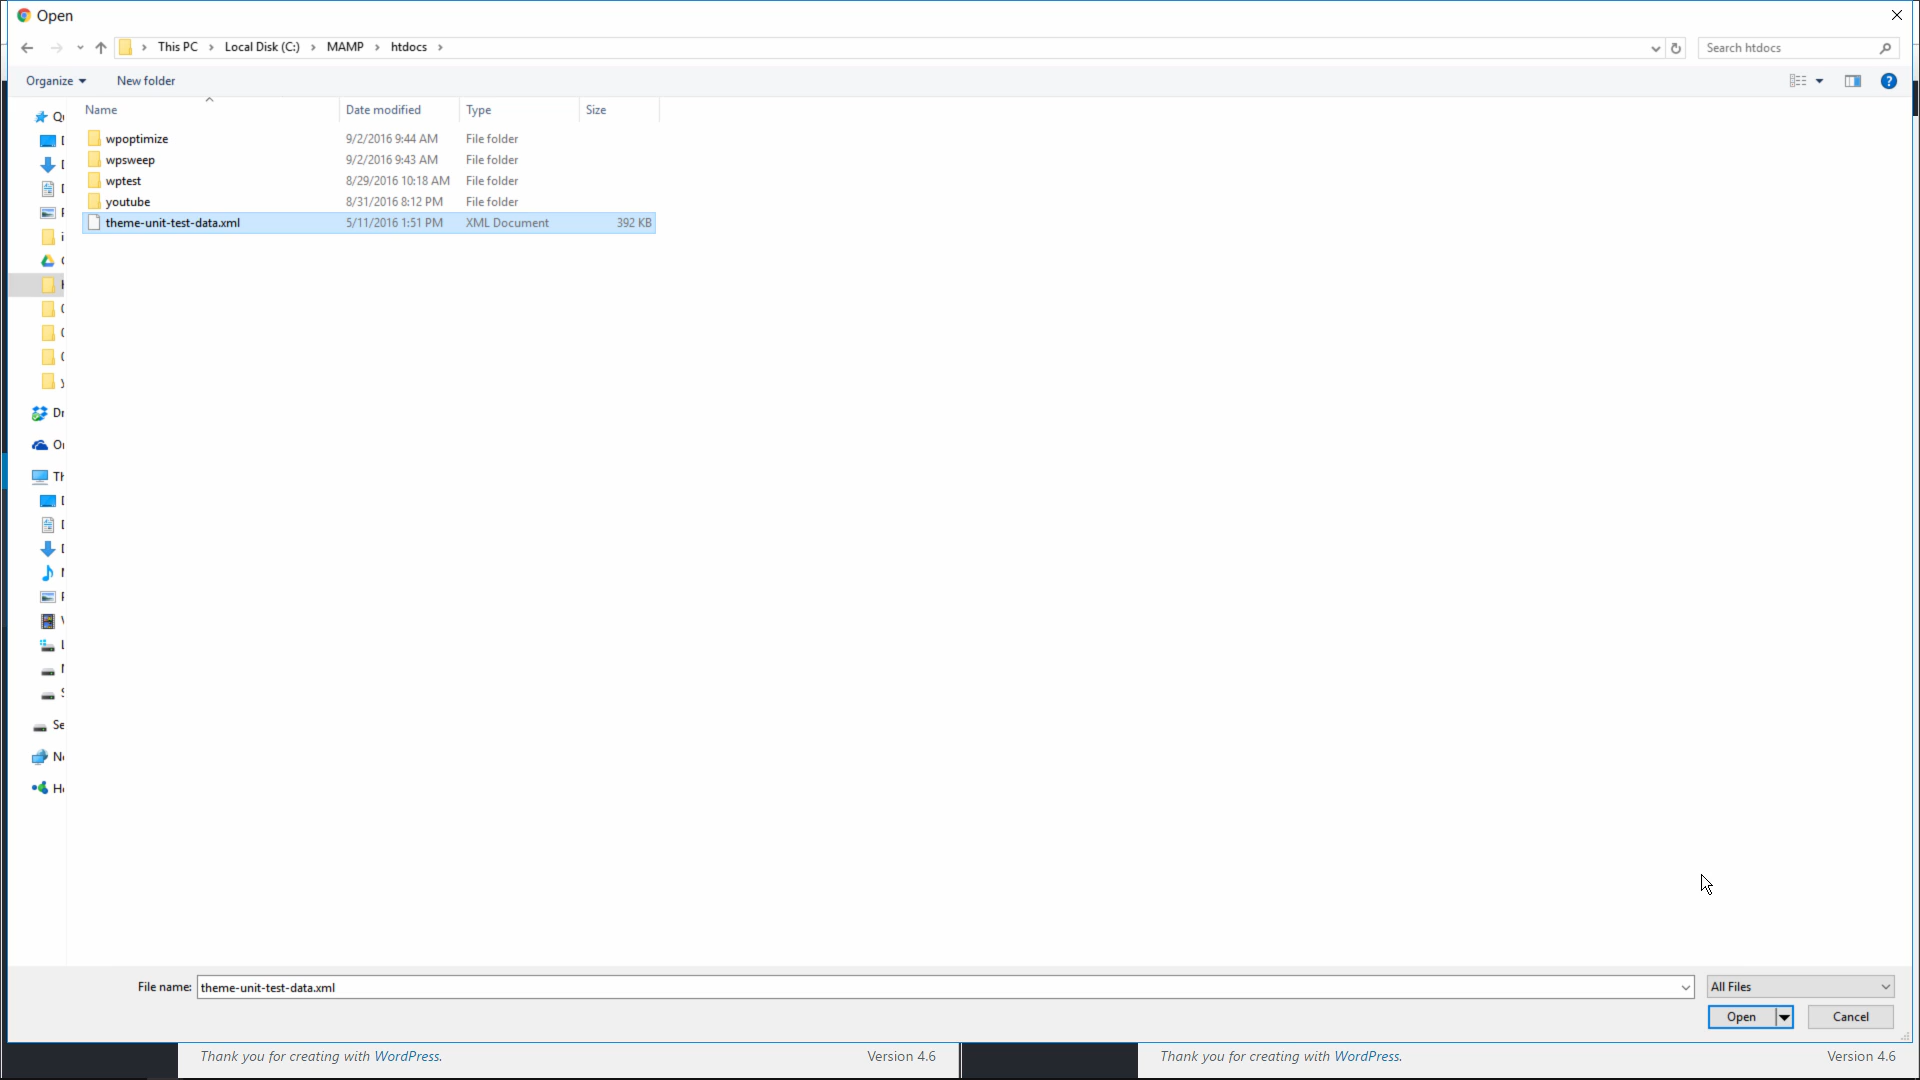 Open
This PC Local Disk (C:) MAMP htdocs Search htdocs
Organize New folder
Name Date modified Type Size
wpoptimize 9/2/2016 9:44 AM File folder
wpsweep 9/2/2016 9:43 AM File folder
wptest 8/29/2016 10:18 AM File folder
youtube 8/31/2016 8:12 PM File folder
theme-unit-test-data.xml 5/11/2016 1:51 PM XML Document 392 KB
Dr
Se
File name: theme-unit-test-data.xml All Files
Open Cancel
Thank you for creating with WordPress. Version 4.6 Thank you for creating with WordPress. Version 4.6